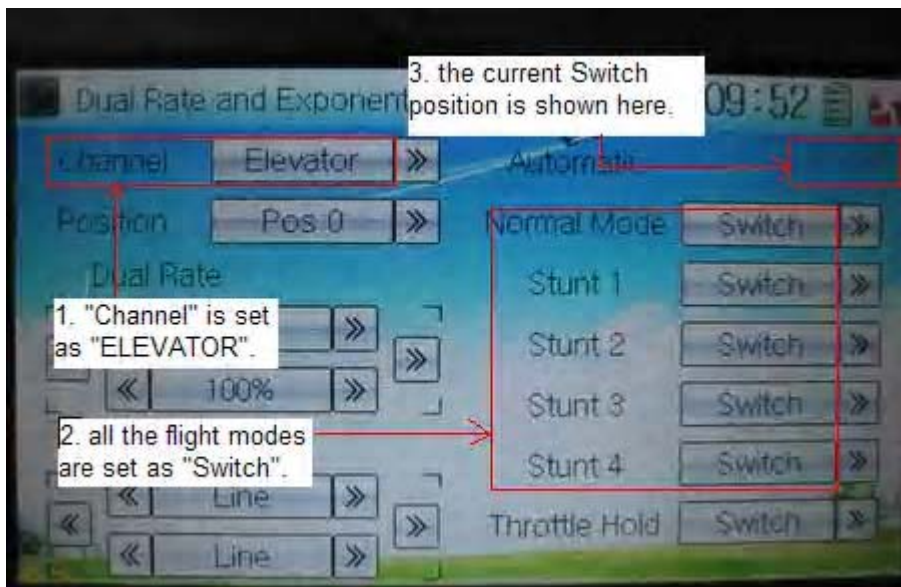 3. the current Switch
position is shown here.
Dual Rate and Exponent
09:52
Channel Elevator »
Automatic
Position Pos 0 »
Normal Mode Switch »
Dual Rate
Stunt 1 Switch »
1. "Channel" is set
as "ELEVATOR".
»
»
Stunt 2 Switch »
« 100% »
Stunt 3 Switch »
2. all the flight modes
are set as "Switch".
Stunt 4 Switch »
« Line »
« »
Throttle Hold Switch »
« Line »